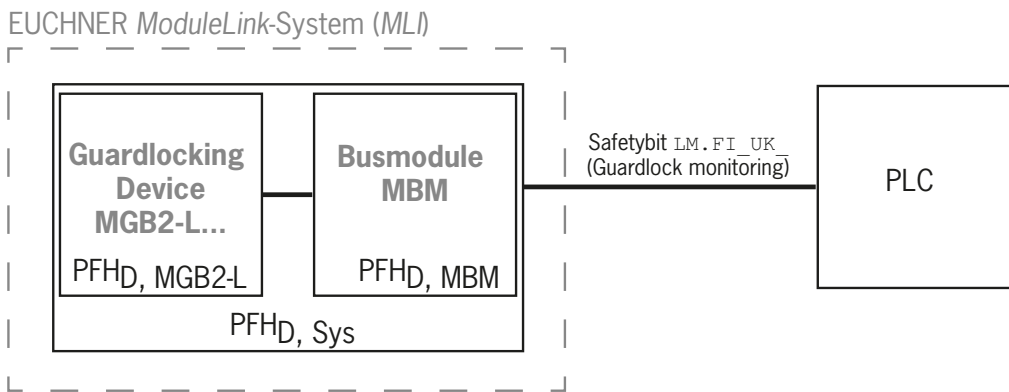 EUCHNER ModuleLink-System (MLI)
Guardlocking
Device
MGB2-L...
PFHD, MGB2-L
Busmodule
MBM
PFHD, MBM
PFHD, Sys
Safetybit LM.FI_UK_
(Guardlock monitoring)
PLC